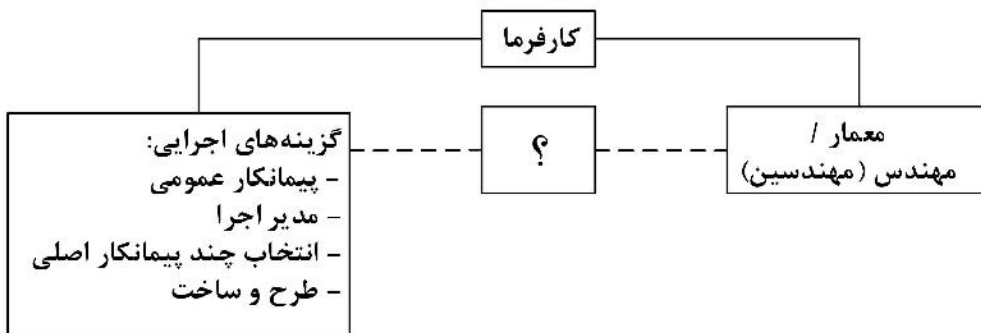 کارفرما
معمار /
مهندس (مهندسین)
؟
گزینه‌های اجرایی:
- پیمانکار عمومی
- مدیر اجرا
- انتخاب چند پیمانکار اصلی
- طرح و ساخت